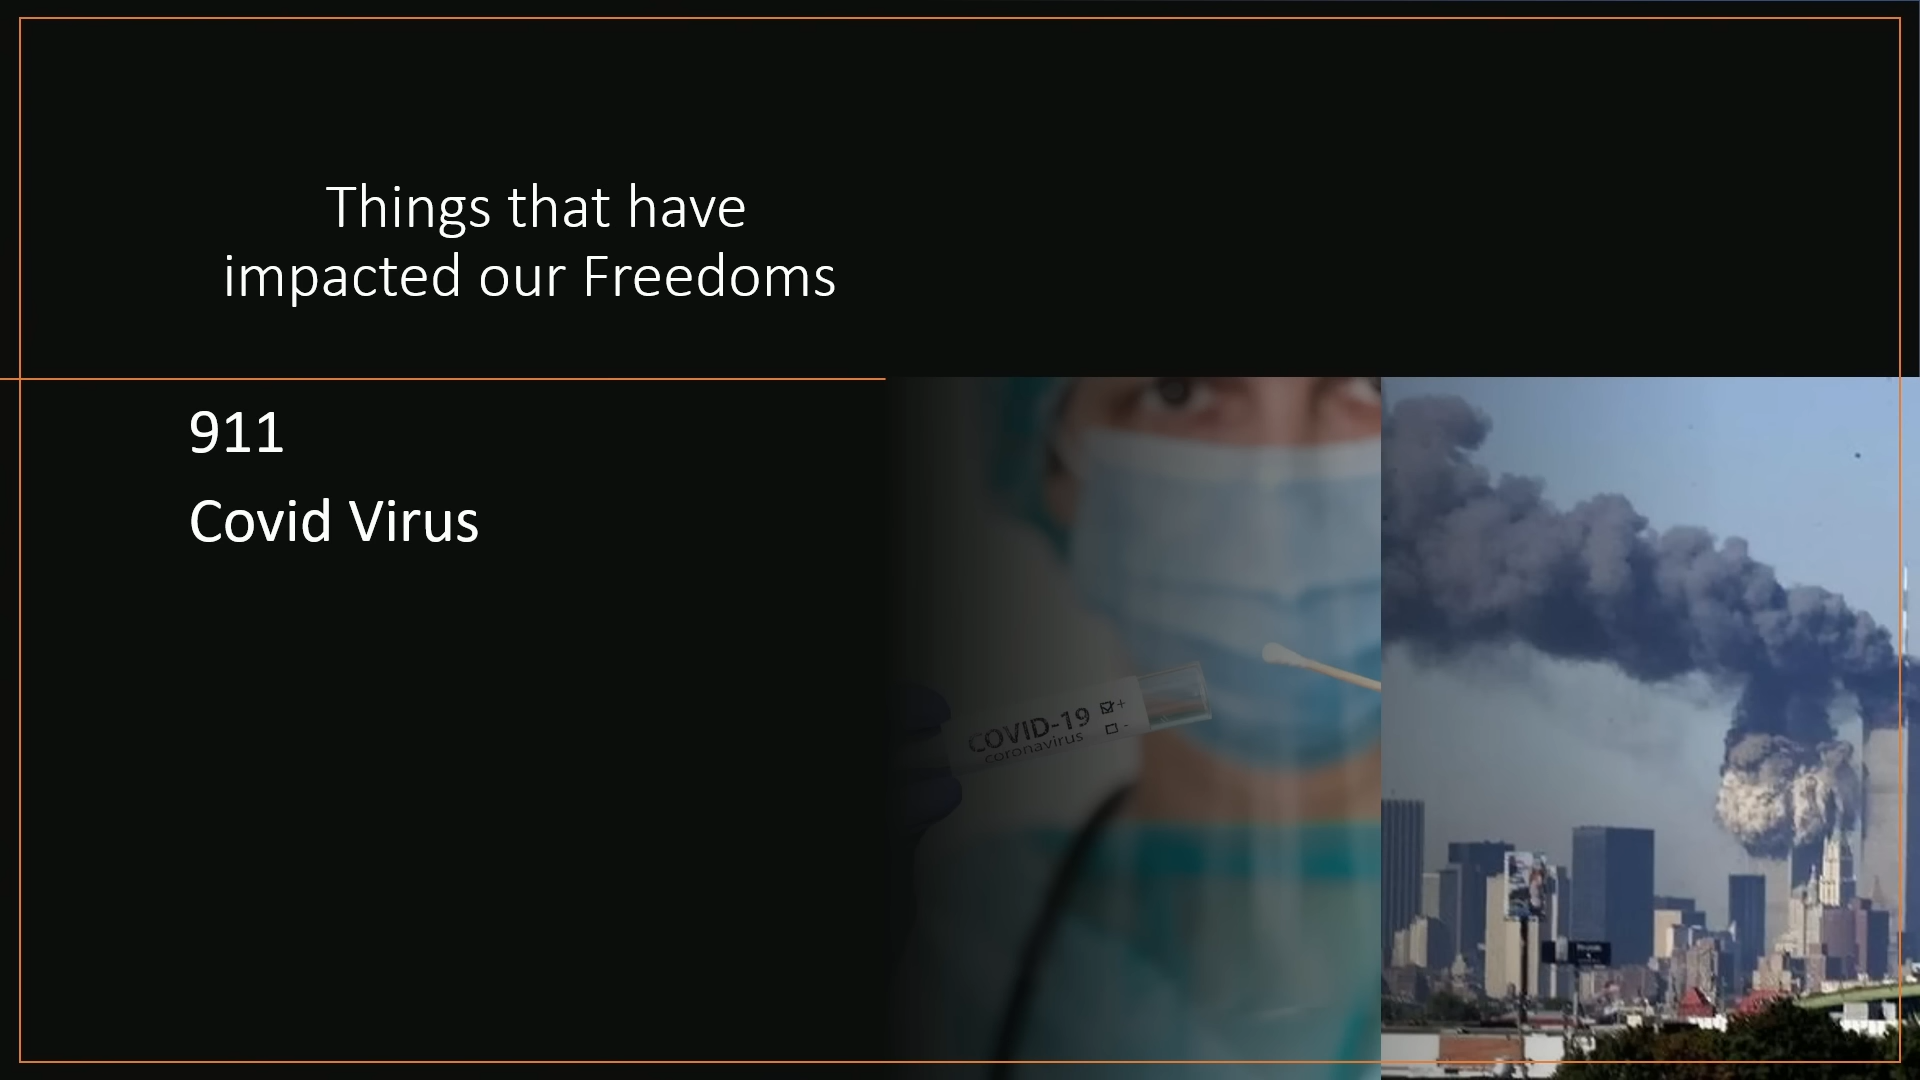 Things that have
impacted our Freedoms
911
Covid Virus
COVID-19 +
coronavirus -